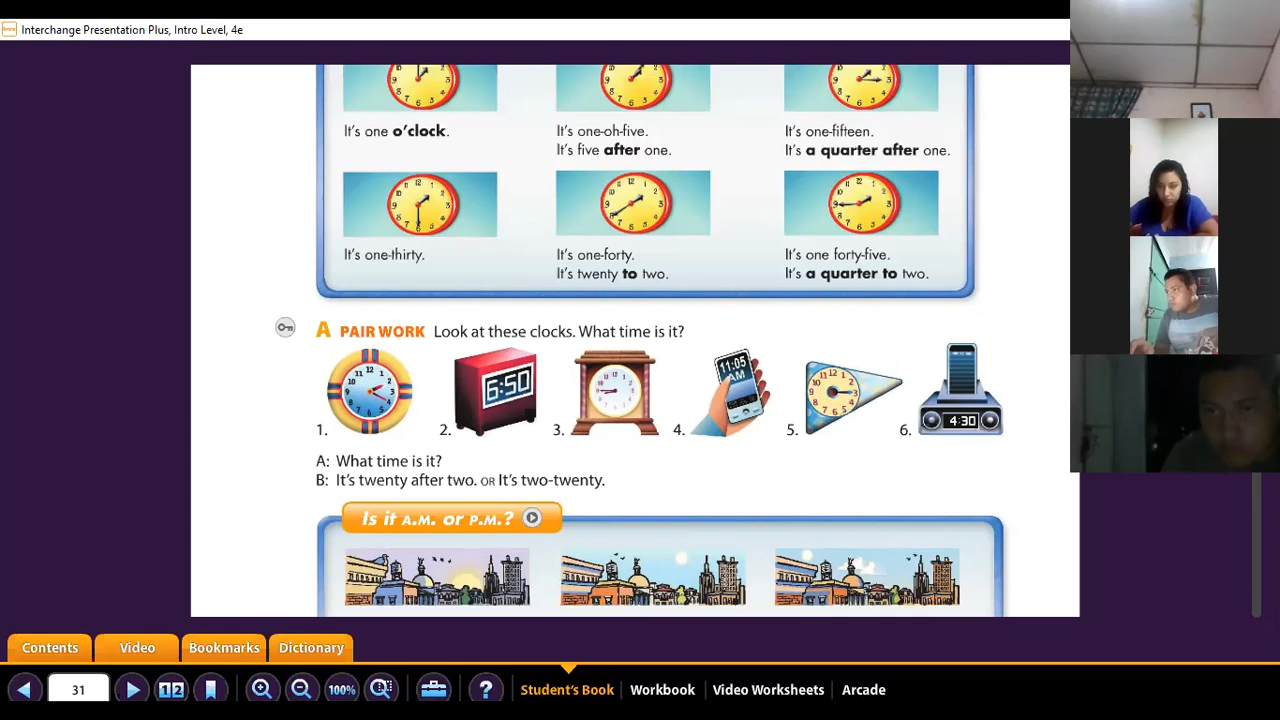 Interchange Presentation Plus, Intro Level, 4e
It's one o'clock.
It's one-oh-five.
It's five after one.
It's one-fifteen.
It's a quarter after one.
It's one-thirty.
It's one-forty.
It's twenty to two.
It's one forty-five.
It's a quarter to two.
A PAIR WORK Look at these clocks. What time is it?
6:50
11:05
AM
4:30
1. 2. 3. 4. 5. 6.
A: What time is it?
B: It's twenty after two. OR It's two-twenty.
Is it A.M. or P.M.?
Contents Video Bookmarks Dictionary
31 1 2 100% ? Student's Book Workbook Video Worksheets Arcade